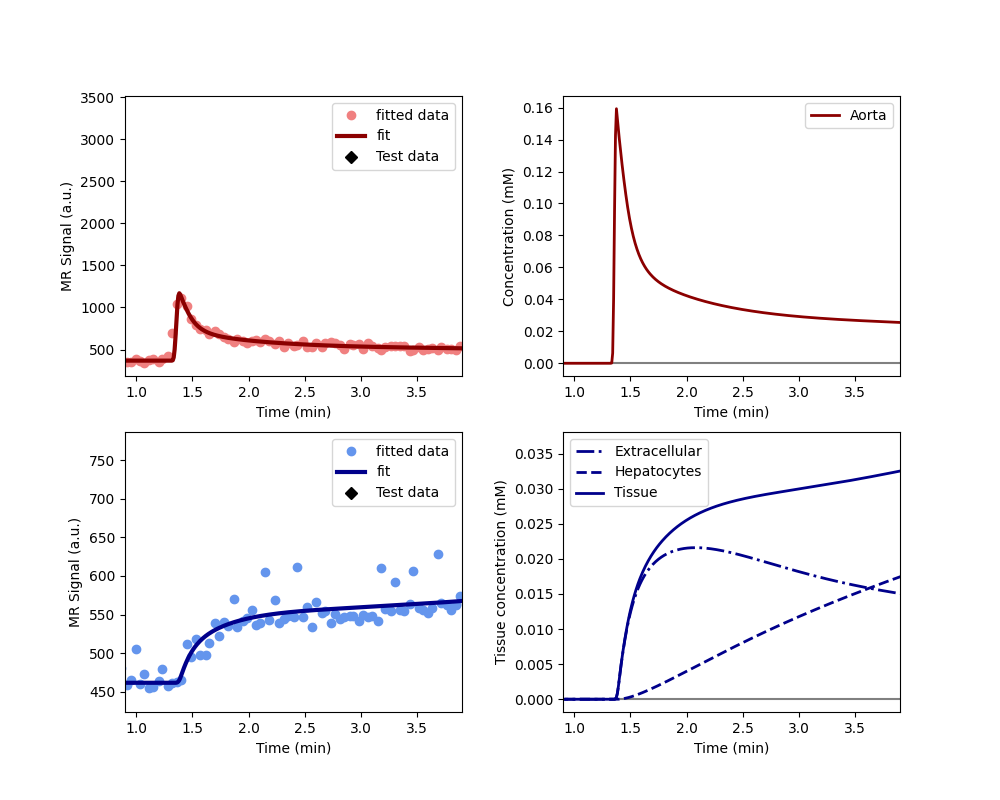 3500
3000
2500
2000
1500
1000
500
MR Signal (a.u.)
fitted data
fit
Test data
1.0 1.5 2.0 2.5 3.0 3.5
Time (min)
0.16
0.14
0.12
0.10
0.08
0.06
0.04
0.02
0.00
Concentration (mM)
Aorta
1.0 1.5 2.0 2.5 3.0 3.5
Time (min)
750
700
650
600
550
500
450
MR Signal (a.u.)
fitted data
fit
Test data
1.0 1.5 2.0 2.5 3.0 3.5
Time (min)
0.035
0.030
0.025
0.020
0.015
0.010
0.005
0.000
Tissue concentration (mM)
Extracellular
Hepatocytes
Tissue
1.0 1.5 2.0 2.5 3.0 3.5
Time (min)